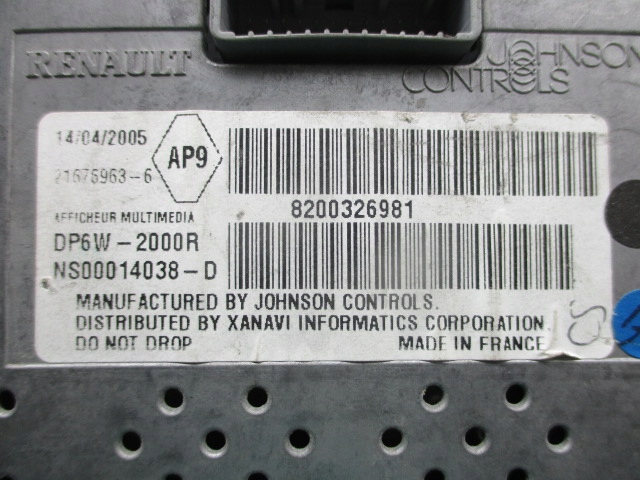 RENAULT
JOHNSON
CONTROLS
14/04/2005
AP9
21675963-6
8200326981
AFFICHEUR MULTIMEDIA
DP6W-2000R
NS00014038-D
MANUFACTURED BY JOHNSON CONTROLS.
DISTRIBUTED BY XANAVI INFORMATICS CORPORATION.
DO NOT DROP MADE IN FRANCE